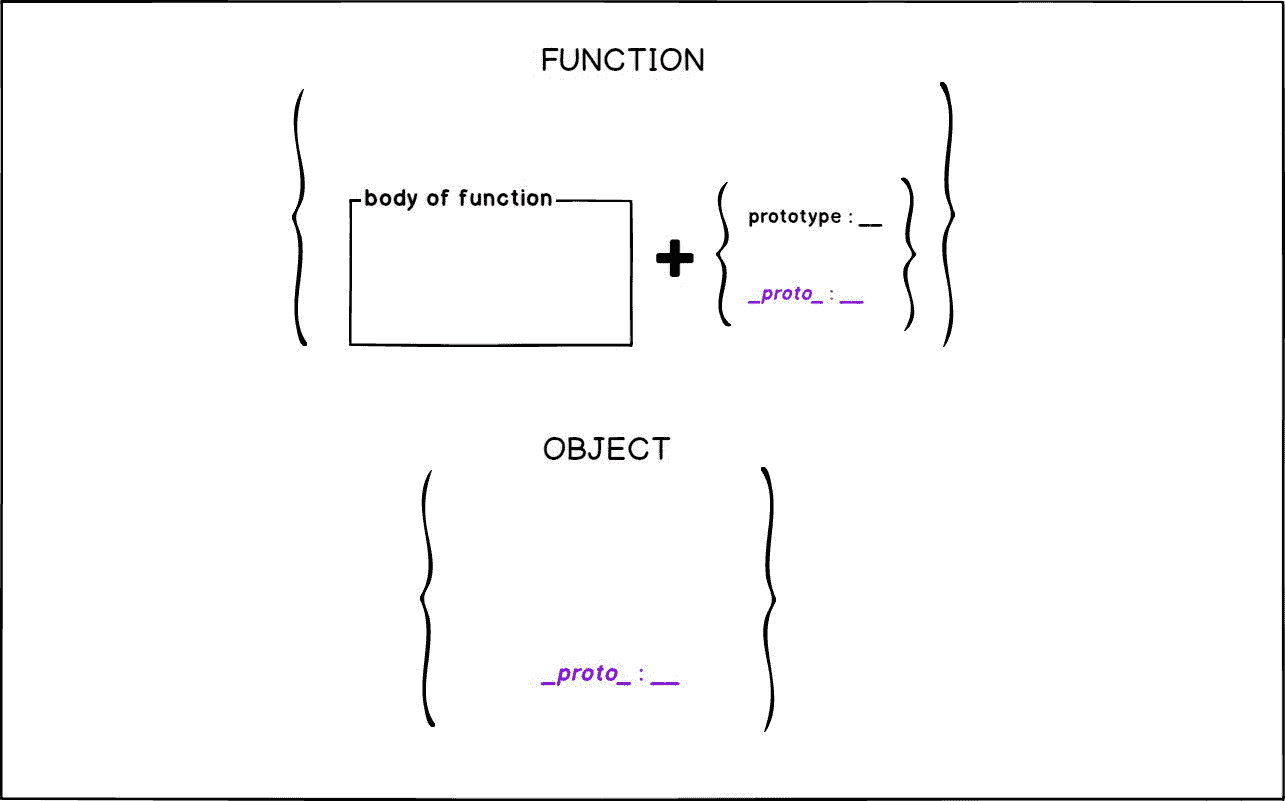 FUNCTION
body of function
prototype : __
_proto_ : __
OBJECT
_proto_ : __